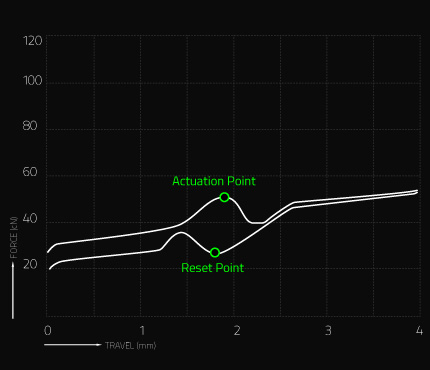 120
100
80
60
Actuation Point
40
FORCE (cN)
20
Reset Point
0 1 2 3 4
TRAVEL (mm)